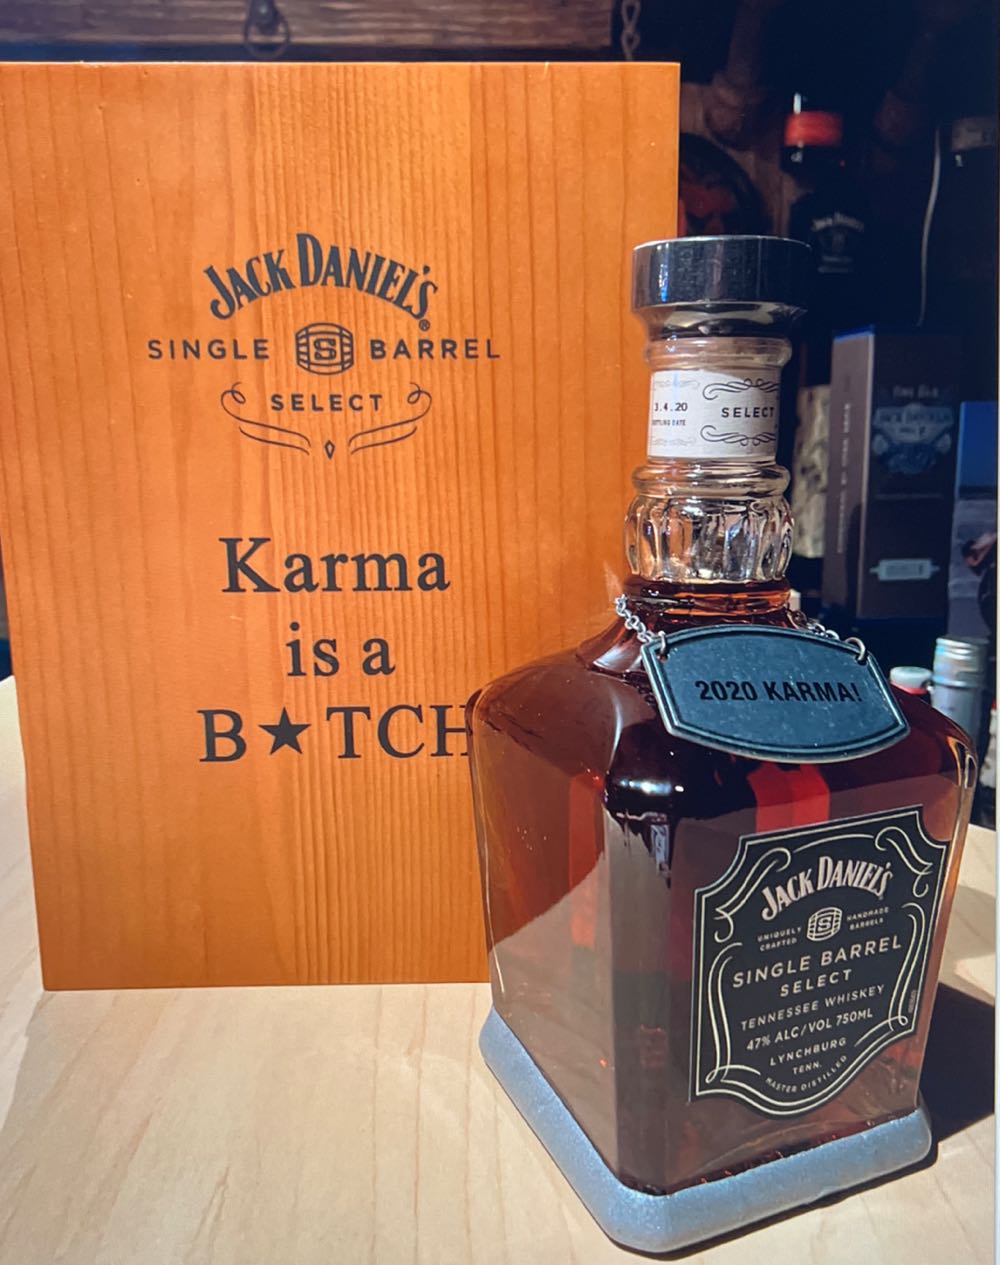 JACK DANIEL'S®
SINGLE S BARREL
SELECT
Karma
is a
B★TCH
3.4.20
SELECT
2020 KARMA!
JACK DANIEL'S
UNIQUELY CRAFTED S HANDMADE BARRELS
SINGLE BARREL
SELECT
TENNESSEE WHISKEY
47% ALC/VOL 750ML
LYNCHBURG
TENN.
MASTER DISTILLED